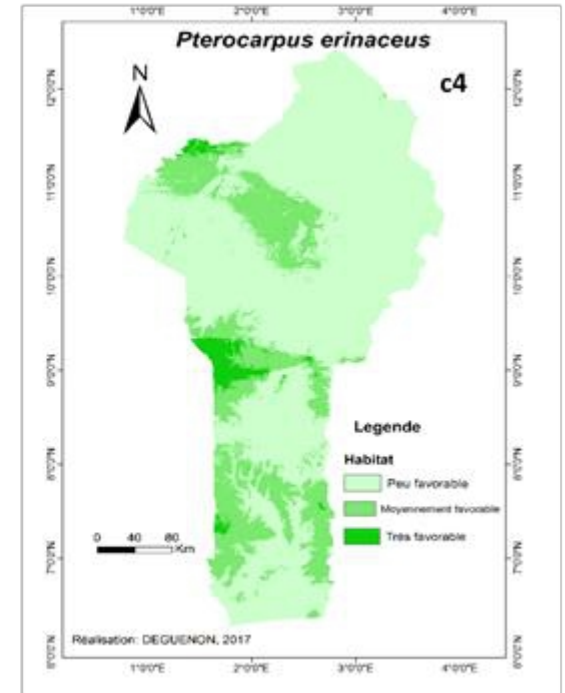 1°0'0"E 2°0'0"E 3°0'0"E 4°0'0"E
Pterocarpus erinaceus
c4
N
12°0'0"N 12°0'0"N
11°0'0"N 11°0'0"N
10°0'0"N 10°0'0"N
9°0'0"N 9°0'0"N
8°0'0"N 8°0'0"N
7°0'0"N 7°0'0"N
6°0'0"N 6°0'0"N
Legende
Habitat
Peu favorable
Moyennement favorable
Très favorable
0 40 80
Km
Réalisation: DEGUENON, 2017
1°0'0"E 2°0'0"E 3°0'0"E 4°0'0"E